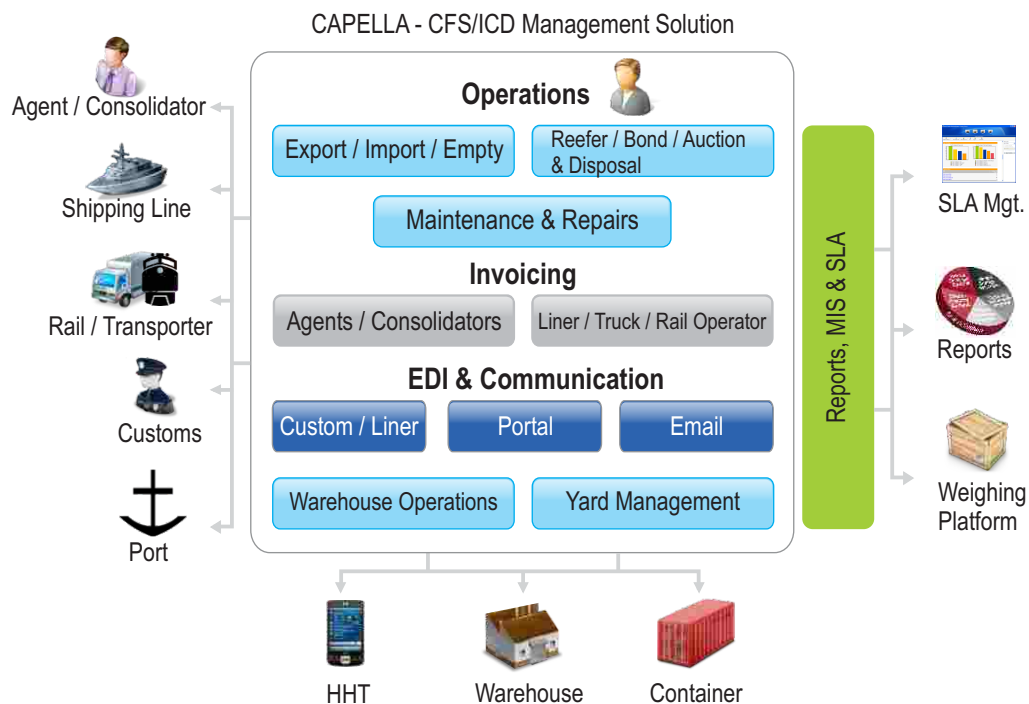 CAPELLA - CFS/ICD Management Solution
Agent / Consolidator
Shipping Line
Rail / Transporter
Customs
Port
Operations
Export / Import / Empty
Reefer / Bond / Auction
& Disposal
Maintenance & Repairs
Invoicing
Agents / Consolidators
Liner / Truck / Rail Operator
EDI & Communication
Custom / Liner
Portal
Email
Warehouse Operations
Yard Management
Reports, MIS & SLA
SLA Mgt.
Reports
Weighing
Platform
HHT
Warehouse
Container